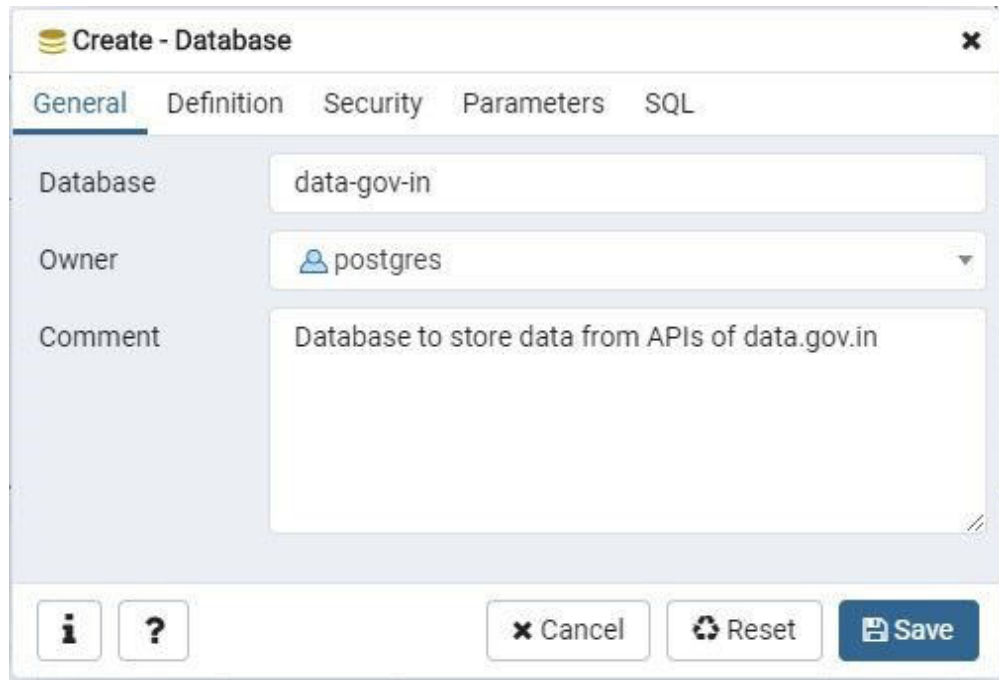 Create - Database
General Definition Security Parameters SQL
Database data-gov-in
Owner postgres
Comment Database to store data from APIs of data.gov.in
i ? Cancel Reset Save